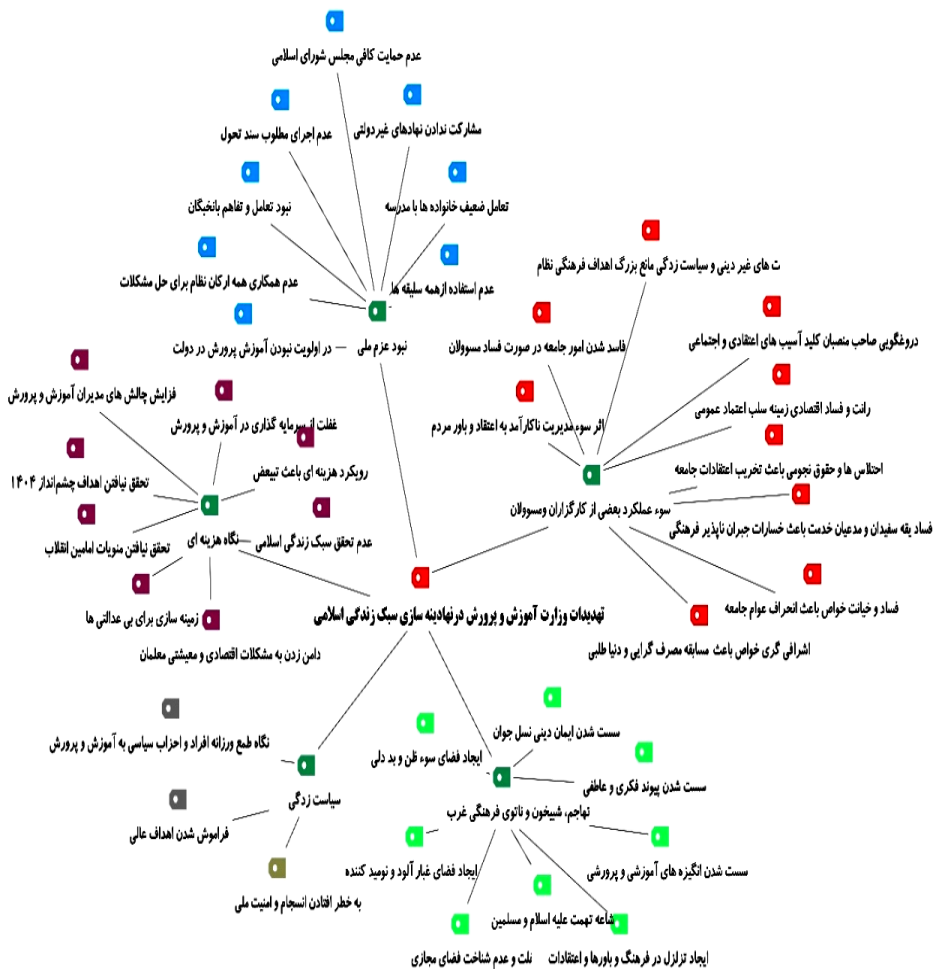 عدم حمایت کافی مجلس شورای اسلامی
مشارکت ندادن نهادهای غیردولتی
عدم اجرای مطلوب سند تحول
تعامل ضعیف خانواده ها با مدرسه
نبود تعامل و تفاهم بانخبگان
عدم استفاده ازهمه سلیقه ها
عدم همکاری همه ارکان نظام برای حل مشکلات
نبود عزم ملی
در اولویت نبودن آموزش پرورش در دولت
ت های غیر دینی و سیاست زدگی مانع بزرگ اهداف فرهنگی نظام
فاسد شدن امور جامعه در صورت فساد مسوولان
دروغگویی صاحب منصبان کلید آسیب های اعتقادی و اجتماعی
رانت و فساد اقتصادی زمینه سلب اعتماد عمومی
اثر سوء مدیریت ناکارآمد به اعتقاد و باور مردم
اختلاس ها و حقوق نجومی باعث تخریب اعتقادات جامعه
سوء عملکرد بعضی از کارگزاران ومسوولان
فساد یقه سفیدان و مدعیان خدمت باعث خسارات جبران ناپذیر فرهنگی
فساد و خیانت خواص باعث انحراف عوام جامعه
اشرافی گری خواص باعث مسابقه مصرف گرایی و دنیا طلبی
فزایش چالش های مدیران آموزش و پرورش
غفلت از سرمایه گذاری در آموزش و پرورش
رویکرد هزینه ای باعث تبیعض
تحقق نیافتن اهداف چشم‌انداز ۱۴۰۴
نگاه هزینه ای
عدم تحقق سبک زندگی اسلامی
تحقق نیافتن منویات امامین انقلاب
زمینه سازی برای بی عدالتی ها
دامن زدن به مشکلات اقتصادی و معیشتی معلمان
تهدیدات وزارت آموزش و پرورش در نهادینه سازی سبک زندگی اسلامی
نگاه طمع ورزانه افراد و احزاب سیاسی به آموزش و پرورش
سیاست زدگی
فراموش شدن اهداف عالی
به خطر افتادن انسجام و امنیت ملی
سست شدن ایمان دینی نسل جوان
ایجاد فضای سوء ظن و بد دلی
سست شدن پیوند فکری و عاطفی
تهاجم، شبیخون و ناتوی فرهنگی غرب
سست شدن انگیزه های آموزشی و پرورشی
ایجاد فضای غبار آلود و نومید کننده
شاعه تهمت علیه اسلام و مسلمین
ایجاد تزلزل در فرهنگ و باورها و اعتقادات
فلت و عدم شناخت فضای مجازی